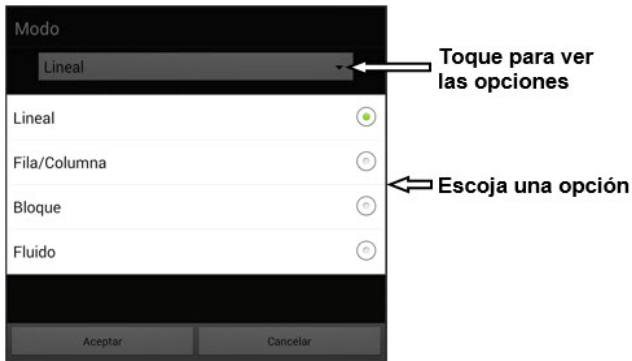 Modo
Lineal
Toque para ver
las opciones
Lineal
Fila/Columna
Escoja una opción
Bloque
Fluido
Aceptar
Cancelar